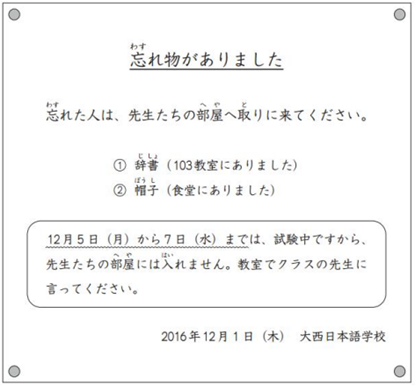 忘れ物がありました
忘れた人は、先生たちの部屋へ取りに来てください。
① 辞書（103教室にありました）
② 帽子（食堂にありました）
12月5日（月）から7日（水）までは、試験中ですから、
先生たちの部屋には入れません。教室でクラスの先生に
言ってください。
2016年12月1日（木）　大西日本語学校